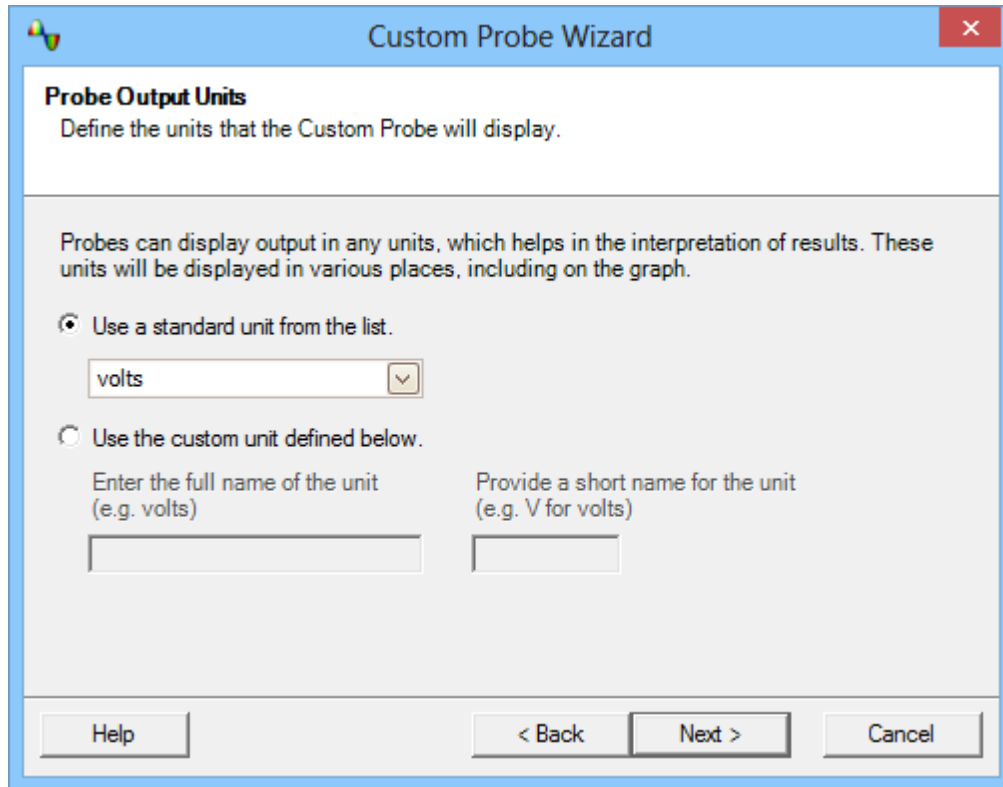 Custom Probe Wizard
Probe Output Units
Define the units that the Custom Probe will display.
Probes can display output in any units, which helps in the interpretation of results. These
units will be displayed in various places, including on the graph.
Use a standard unit from the list.
volts
Use the custom unit defined below.
Enter the full name of the unit
(e.g. volts)
Provide a short name for the unit
(e.g. V for volts)
Help
< Back
Next >
Cancel